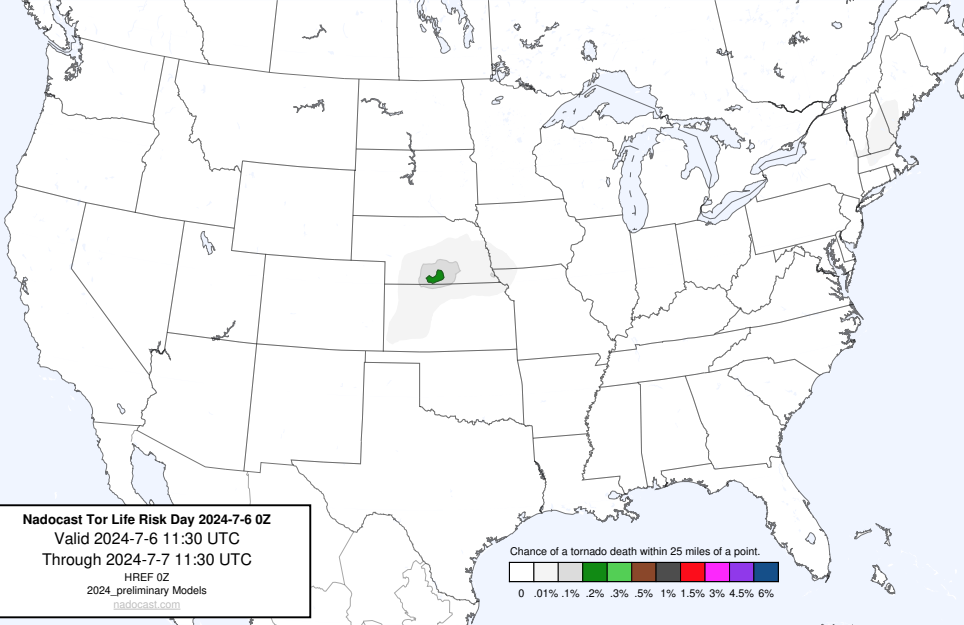 Nadocast Tor Life Risk Day 2024-7-6 0Z
Valid 2024-7-6 11:30 UTC
Through 2024-7-7 11:30 UTC
HREF 0Z
2024_preliminary Models
nadocast.com
Chance of a tornado death within 25 miles of a point.
0 .01% .1% .2% .3% .5% 1% 1.5% 3% 4.5% 6%